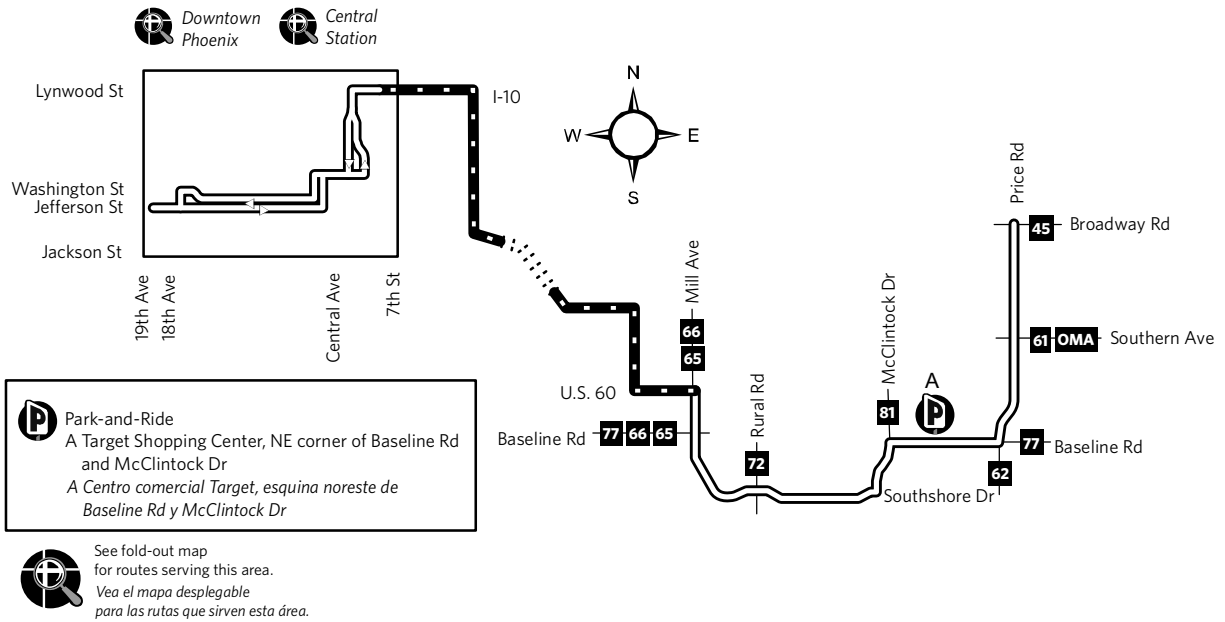 Downtown
Phoenix
Central
Station
Lynwood St
I-10
N
W
E
S
Washington St
Jefferson St
Jackson St
19th Ave
18th Ave
Central Ave
7th St
Price Rd
45
Broadway Rd
Mill Ave
66
65
61
OMA
Southern Ave
McClintock Dr
A
P
81
U.S. 60
Rural Rd
Baseline Rd
77
66
65
72
77
Baseline Rd
62
Southshore Dr
P
Park-and-Ride
A Target Shopping Center, NE corner of Baseline Rd
and McClintock Dr
A Centro comercial Target, esquina noreste de
Baseline Rd y McClintock Dr
See fold-out map
for routes serving this area.
Vea el mapa desplegable
para las rutas que sirven esta área.